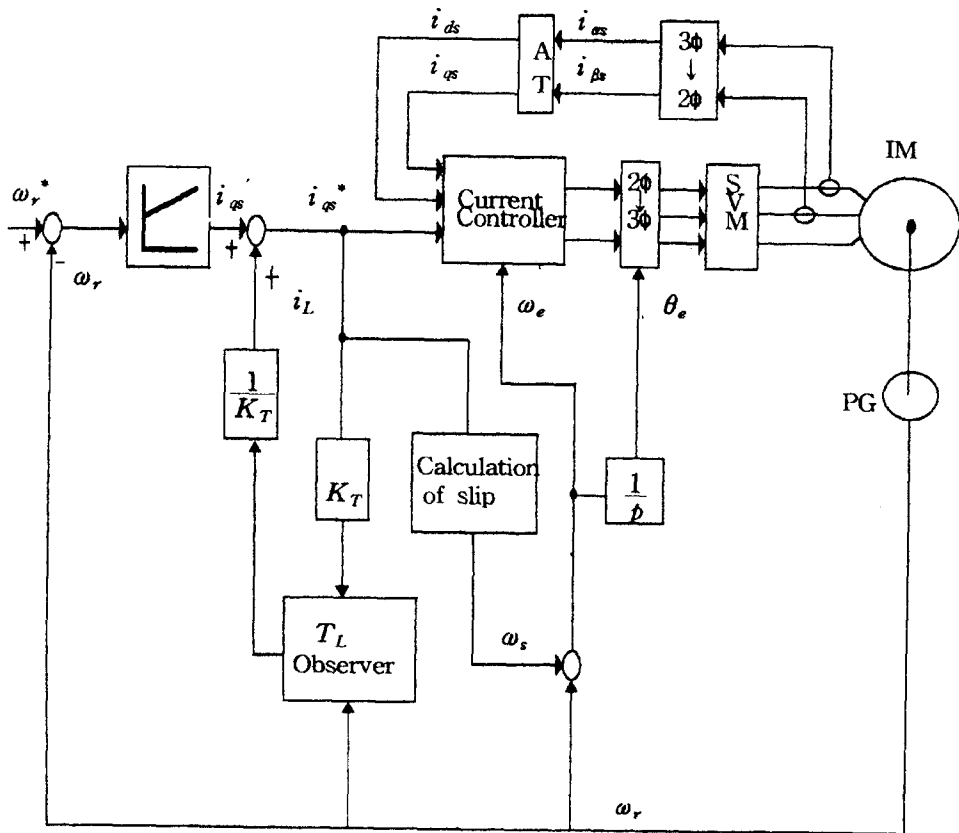 i_ds
i_αs
A
T
3Φ
↓
2Φ
i_qs
i_βs
IM
ω_r*
i_qs′
i_qs*
Current
Controller
2Φ
↓
3Φ
S
V
M
+
-
+
+
ω_r
i_L
ω_e
θ_e
1
K_T
PG
K_T
Calculation
of slip
1
p
T_L
Observer
ω_s
ω_r